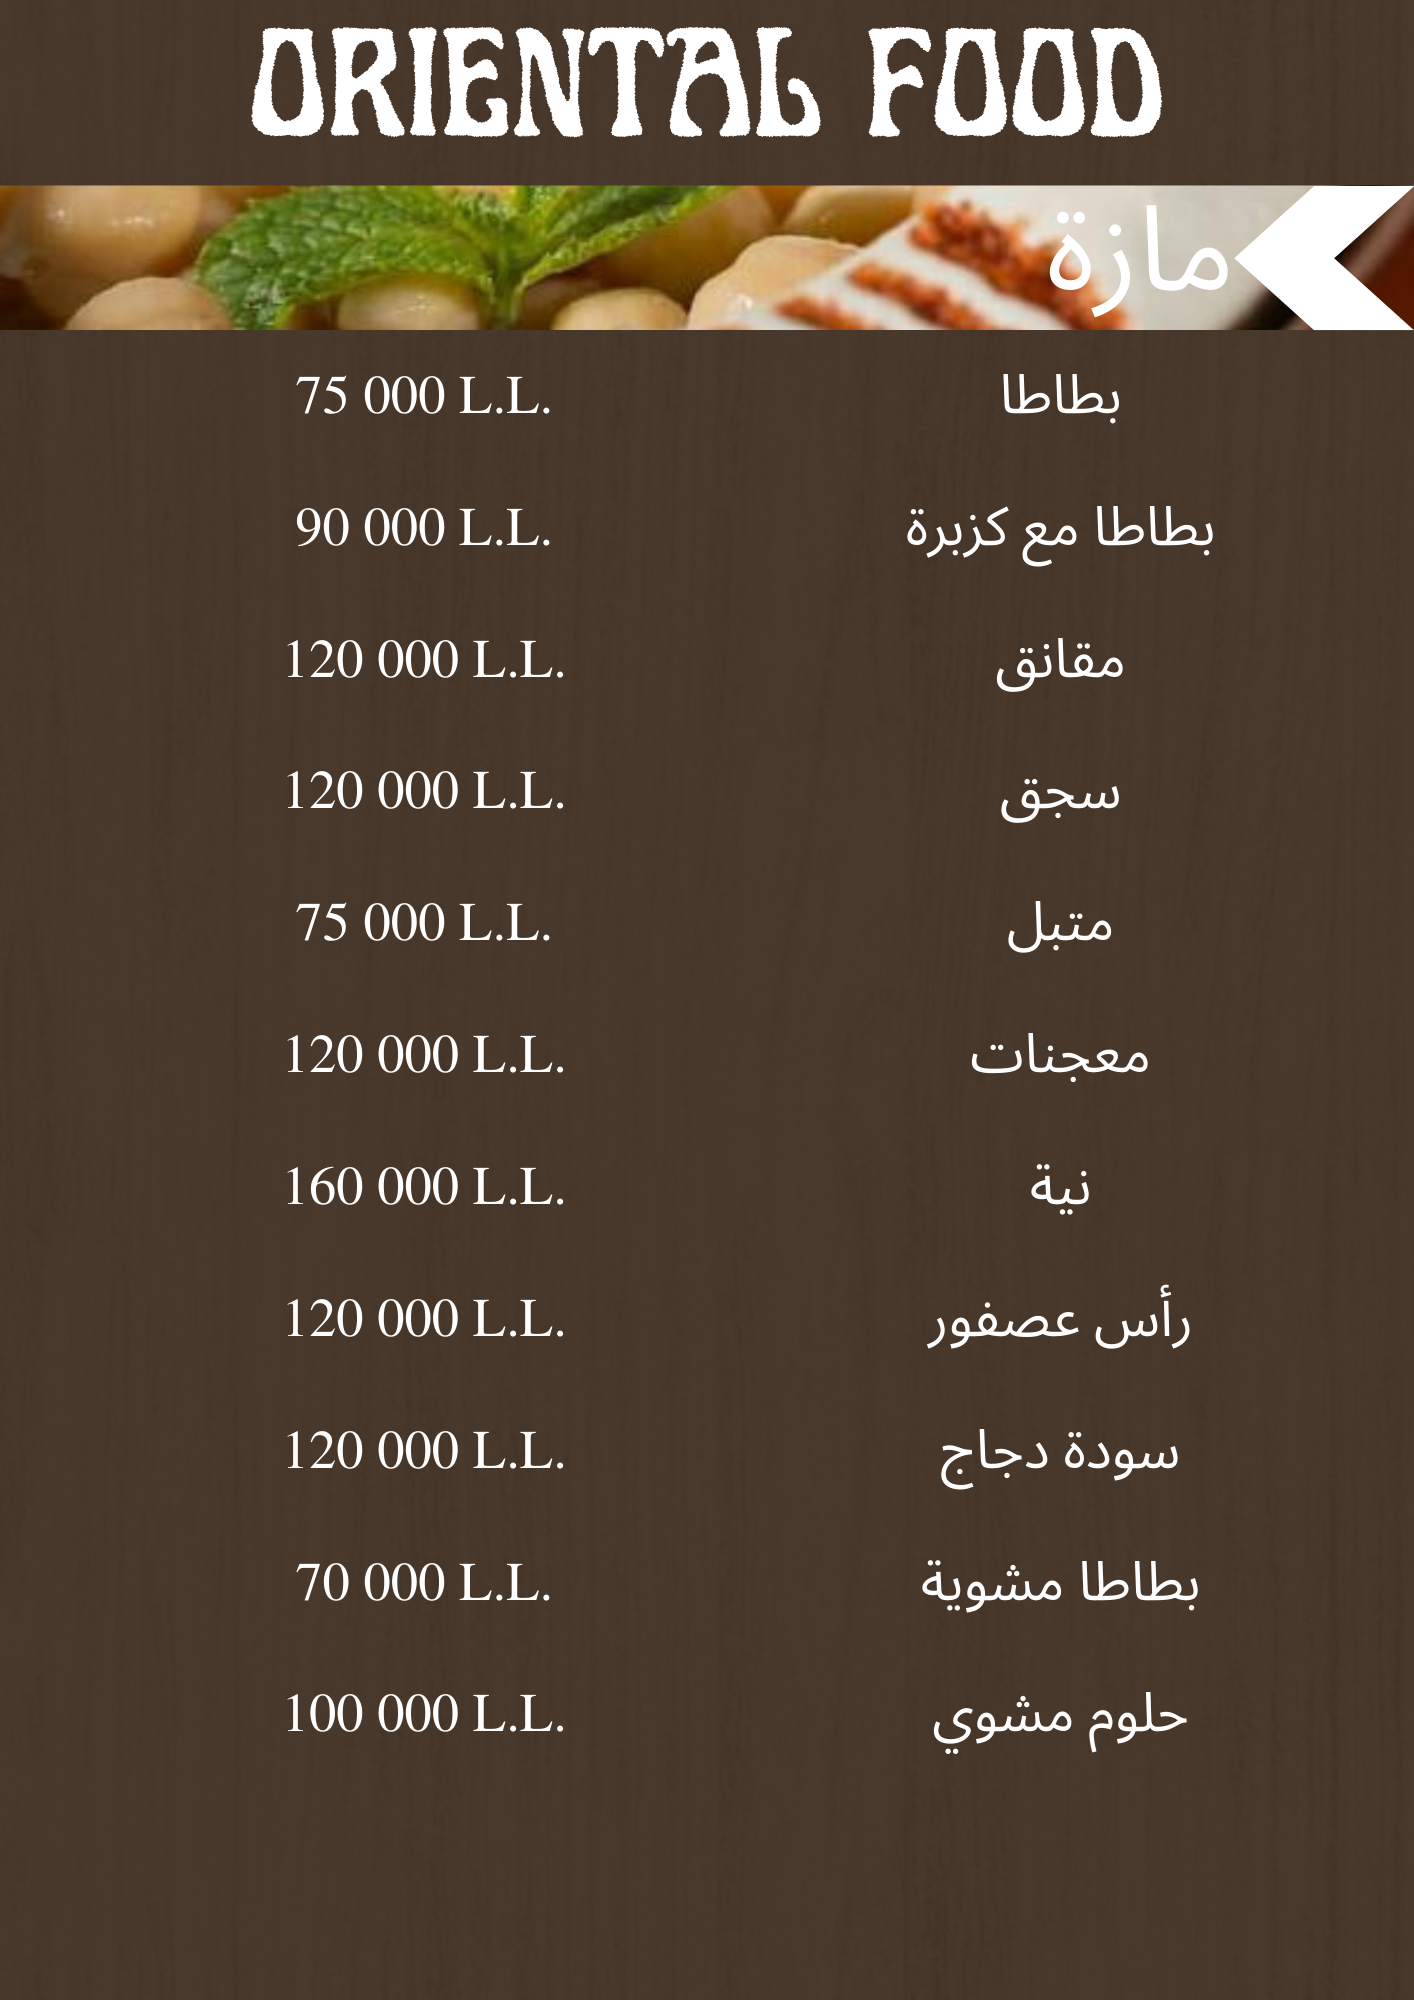 ORIENTAL FOOD
مازة
بطاطا 75 000 L.L.
بطاطا مع كزبرة 90 000 L.L.
مقانق 120 000 L.L.
سجق 120 000 L.L.
متبل 75 000 L.L.
معجنات 120 000 L.L.
نية 160 000 L.L.
رأس عصفور 120 000 L.L.
سودة دجاج 120 000 L.L.
بطاطا مشوية 70 000 L.L.
حلوم مشوي 100 000 L.L.